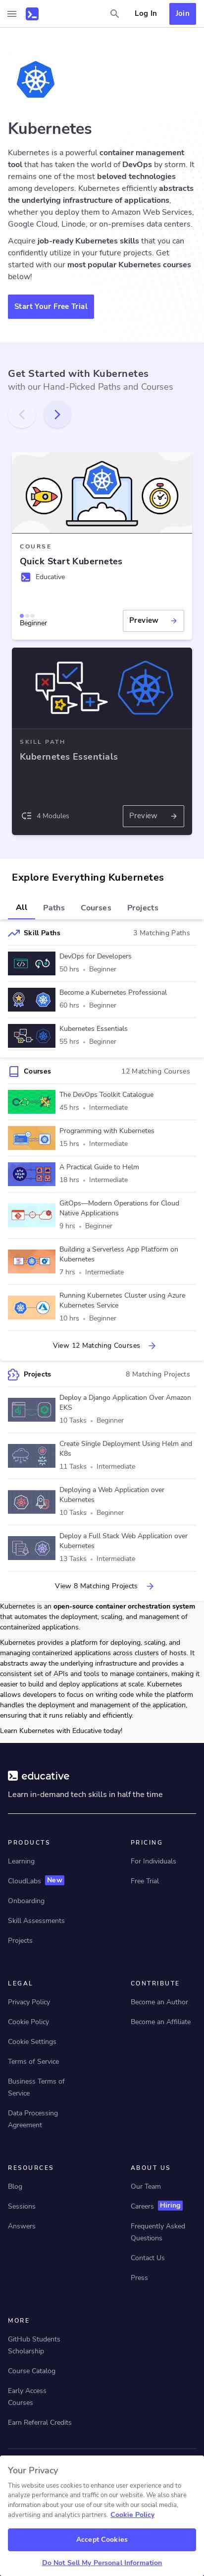 Log In
Join
Kubernetes
Kubernetes is a powerful container management
tool that has taken the world of DevOps by storm. It
remains one of the most beloved technologies
among developers. Kubernetes efficiently abstracts
the underlying infrastructure of applications,
whether you deploy them to Amazon Web Services,
Google Cloud, Linode, or on-premises data centers.
Acquire job-ready Kubernetes skills that you can
confidently utilize in your future projects. Get
started with our most popular Kubernetes courses
below!
Start Your Free Trial
Get Started with Kubernetes
with our Hand-Picked Paths and Courses
COURSE
Quick Start Kubernetes
Educative
Beginner
Preview
SKILL PATH
Kubernetes Essentials
4 Modules
Preview
Explore Everything Kubernetes
All
Paths
Courses
Projects
Skill Paths
3 Matching Paths
DevOps for Developers
50 hrs • Beginner
Become a Kubernetes Professional
60 hrs • Beginner
Kubernetes Essentials
55 hrs • Beginner
Courses
12 Matching Courses
The DevOps Toolkit Catalogue
45 hrs • Intermediate
Programming with Kubernetes
15 hrs • Intermediate
A Practical Guide to Helm
18 hrs • Intermediate
GitOps—Modern Operations for Cloud
Native Applications
9 hrs • Beginner
Building a Serverless App Platform on
Kubernetes
7 hrs • Intermediate
Running Kubernetes Cluster using Azure
Kubernetes Service
10 hrs • Beginner
View 12 Matching Courses
Projects
8 Matching Projects
Deploy a Django Application Over Amazon
EKS
10 Tasks • Beginner
Create Single Deployment Using Helm and
K8s
11 Tasks • Intermediate
Deploying a Web Application over
Kubernetes
10 Tasks • Beginner
Deploy a Full Stack Web Application over
Kubernetes
13 Tasks • Intermediate
View 8 Matching Projects
Kubernetes is an open-source container orchestration system
that automates the deployment, scaling, and management of
containerized applications.
Kubernetes provides a platform for deploying, scaling, and
managing containerized applications across clusters of hosts. It
abstracts away the underlying infrastructure and provides a
consistent set of APIs and tools to manage containers, making it
easier to build and deploy applications at scale. Kubernetes
allows developers to focus on writing code while the platform
handles the deployment and management of the application,
ensuring that it runs reliably and efficiently.
Learn Kubernetes with Educative today!
educative
Learn in-demand tech skills in half the time
PRODUCTS
Learning
CloudLabs New
Onboarding
Skill Assessments
Projects
PRICING
For Individuals
Free Trial
LEGAL
Privacy Policy
Cookie Policy
Cookie Settings
Terms of Service
Business Terms of
Service
Data Processing
Agreement
CONTRIBUTE
Become an Author
Become an Affiliate
RESOURCES
Blog
Sessions
Answers
ABOUT US
Our Team
Careers Hiring
Frequently Asked
Questions
Contact Us
Press
MORE
GitHub Students
Scholarship
Course Catalog
Early Access
Courses
Earn Referral Credits
Your Privacy
This website uses cookies to enhance user experience and to
analyze performance and traffic on our website. We also share
information about your use of our site with our social media,
advertising and analytics partners. Cookie Policy
Accept Cookies
Do Not Sell My Personal Information